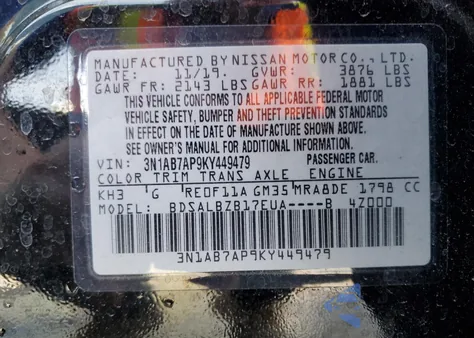 MANUFACTURED BY NISSAN MOTOR CO., LTD.
DATE: 11/19. GVWR: 3876 LBS
GAWR FR: 2143 LBS GAWR RR: 1881 LBS
THIS VEHICLE CONFORMS TO ALL APPLICABLE FEDERAL MOTOR
VEHICLE SAFETY, BUMPER AND THEFT PREVENTION STANDARDS
IN EFFECT ON THE DATE OF MANUFACTURE SHOWN ABOVE.
SEE OWNER'S MANUAL FOR ADDITIONAL INFORMATION.
VIN: 3N1AB7AP9KY449479 PASSENGER CAR.
COLOR TRIM TRANS AXLE ENGINE
KH3 G RE0F11A GM35 MRA8DE 1798 CC
MODEL: BDSALBZB17EUA----B 4Z000
3N1AB7AP9KY449479